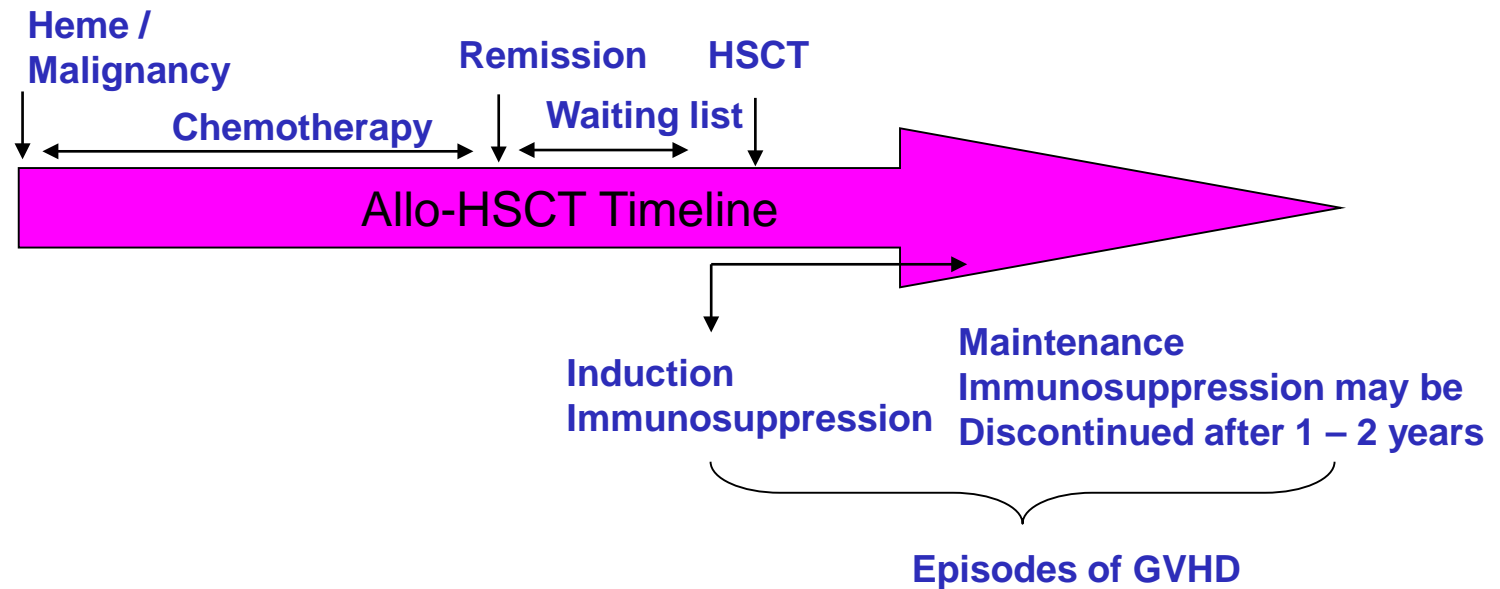 Heme /
Malignancy
Remission
HSCT
Chemotherapy
Waiting list
Allo-HSCT Timeline
Induction
Immunosuppression
Maintenance
Immunosuppression may be
Discontinued after 1 – 2 years
Episodes of GVHD